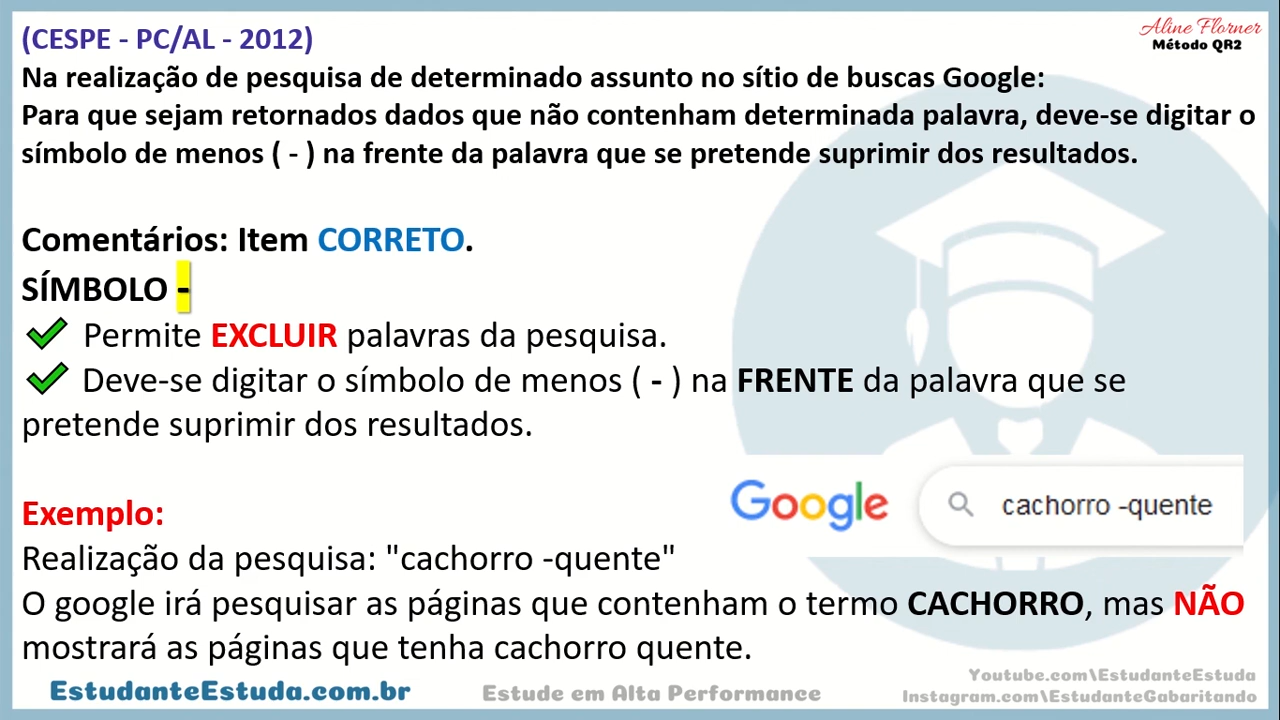 (CESPE - PC/AL - 2012)
Aline Florner
Método QR2
Na realização de pesquisa de determinado assunto no sítio de buscas Google:
Para que sejam retornados dados que não contenham determinada palavra, deve-se digitar o
símbolo de menos ( - ) na frente da palavra que se pretende suprimir dos resultados.
Comentários: Item CORRETO.
SÍMBOLO -
Permite EXCLUIR palavras da pesquisa.
Deve-se digitar o símbolo de menos ( - ) na FRENTE da palavra que se
pretende suprimir dos resultados.
Google cachorro -quente
Exemplo:
Realização da pesquisa: "cachorro -quente"
O google irá pesquisar as páginas que contenham o termo CACHORRO, mas NÃO
mostrará as páginas que tenha cachorro quente.
EstudanteEstuda.com.br
Estude em Alta Performance
Youtube.com\EstudanteEstuda
Instagram.com\EstudanteGabaritando